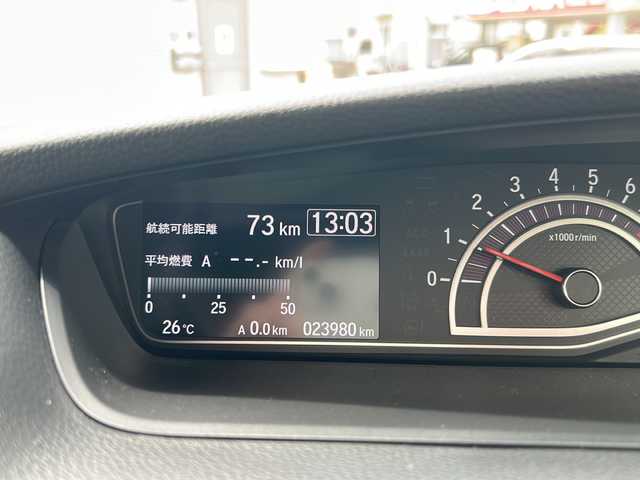 航続可能距離 73 km 13:03
平均燃費 A --.- km/l
0 25 50
26℃ A 0.0 km 023980 km
0 1 2 3 4 5 6
x1000 r/min